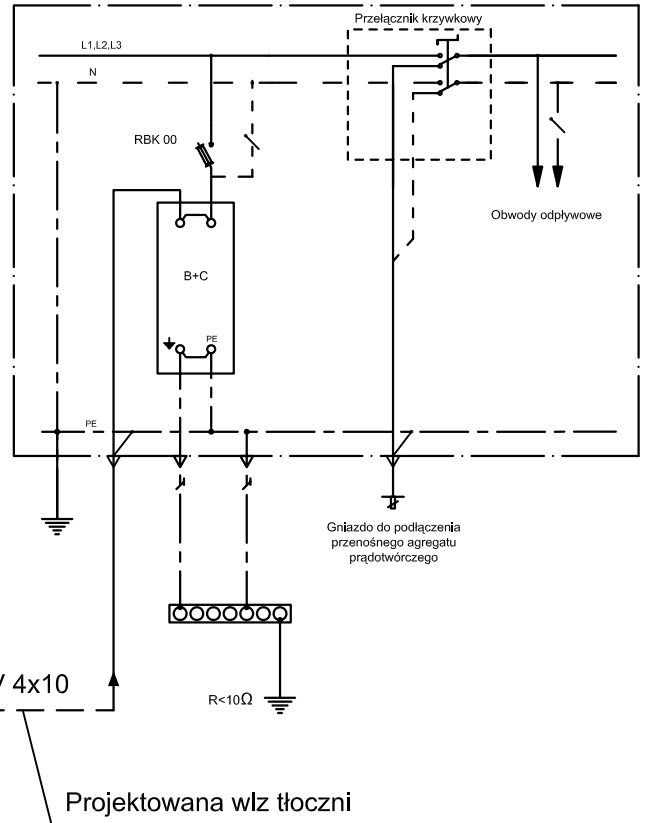 Przełącznik krzywkowy
L1,L2,L3
N
RBK 00
Obwody odpływowe
B+C
PE
PE
Gniazdo do podłączenia
przenośnego agregatu
prądotwórczego
4x10
R<10Ω
Projektowana wlz tłoczni